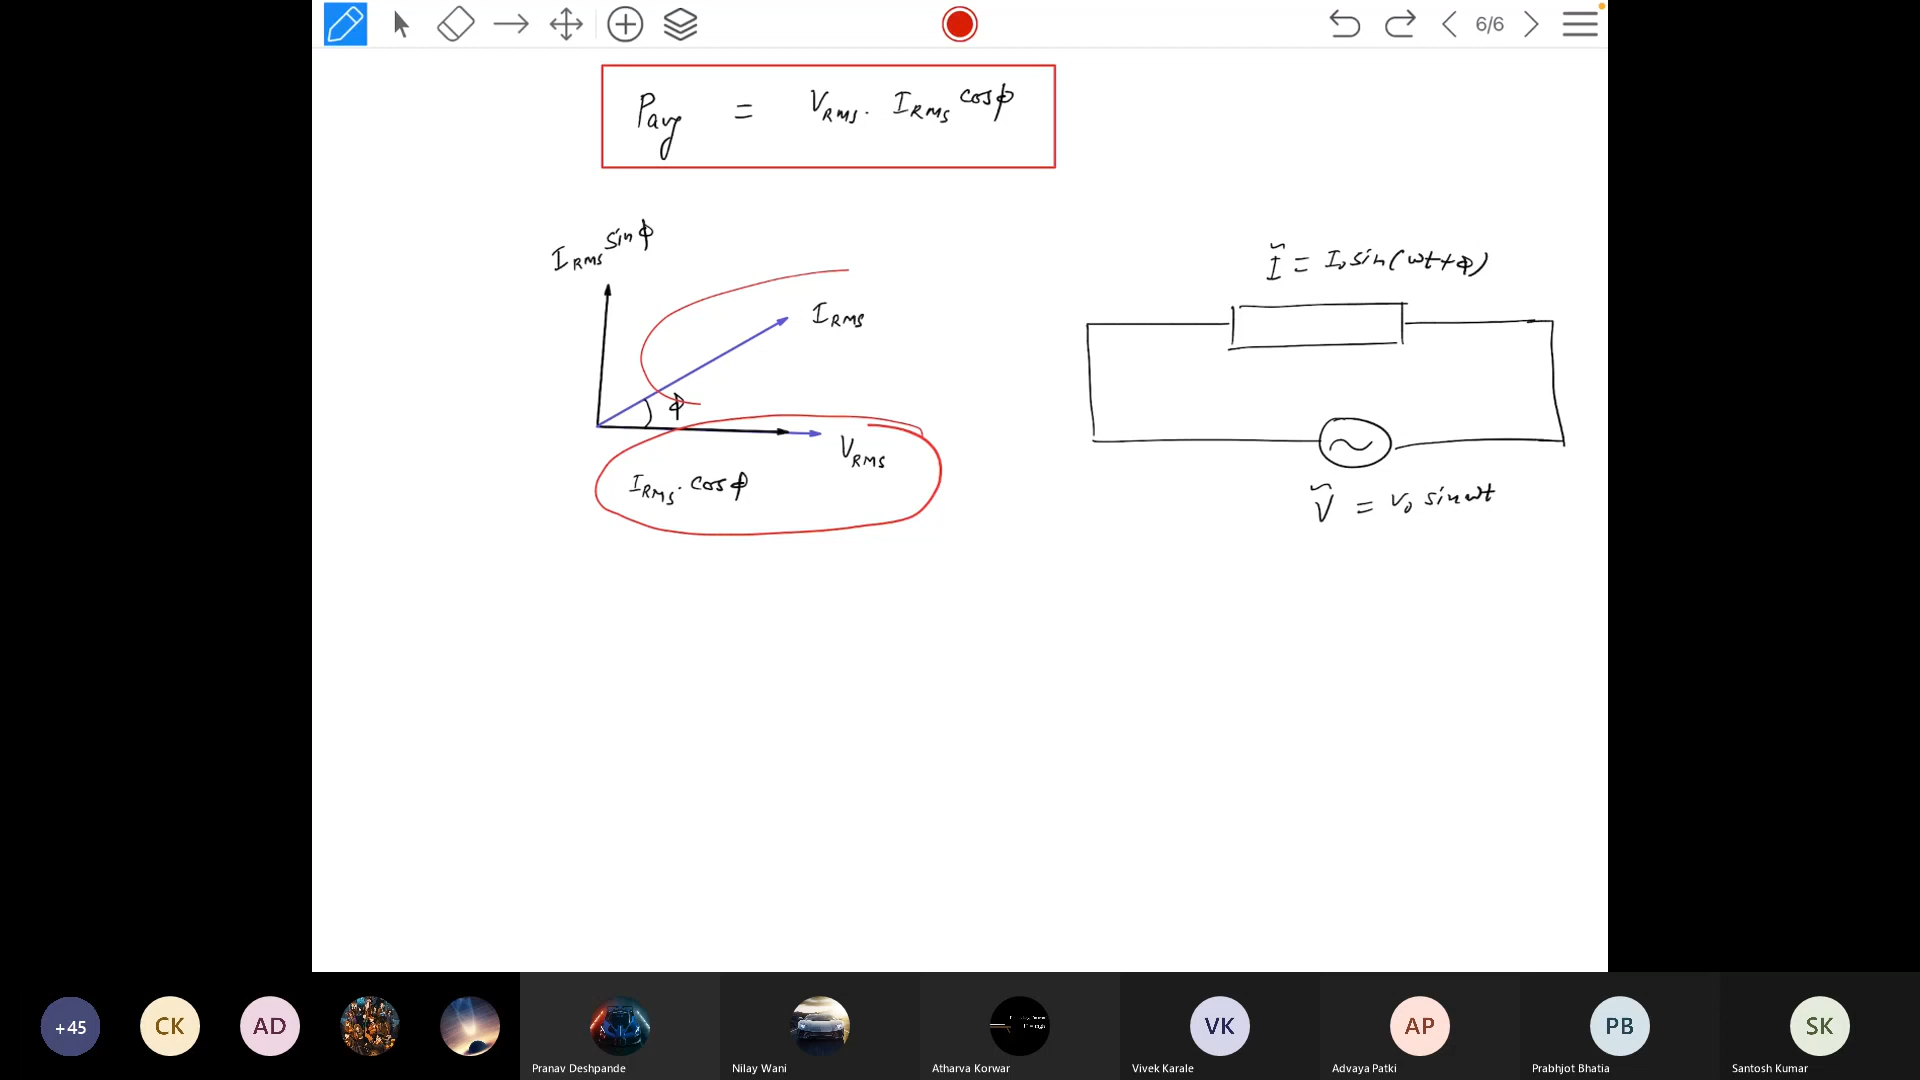 6/6
Pavg = VRMS. IRMS cosφ
IRMS sinφ
IRMS
φ
VRMS
IRMS. cosφ
Ĩ = I₀ sin(ωt+φ)
Ṽ = V₀ sinωt
+45
CK
AD
Pranav Deshpande
Nilay Wani
Atharva Korwar
VK
Vivek Karale
AP
Advaya Patki
PB
Prabhjot Bhatia
SK
Santosh Kumar